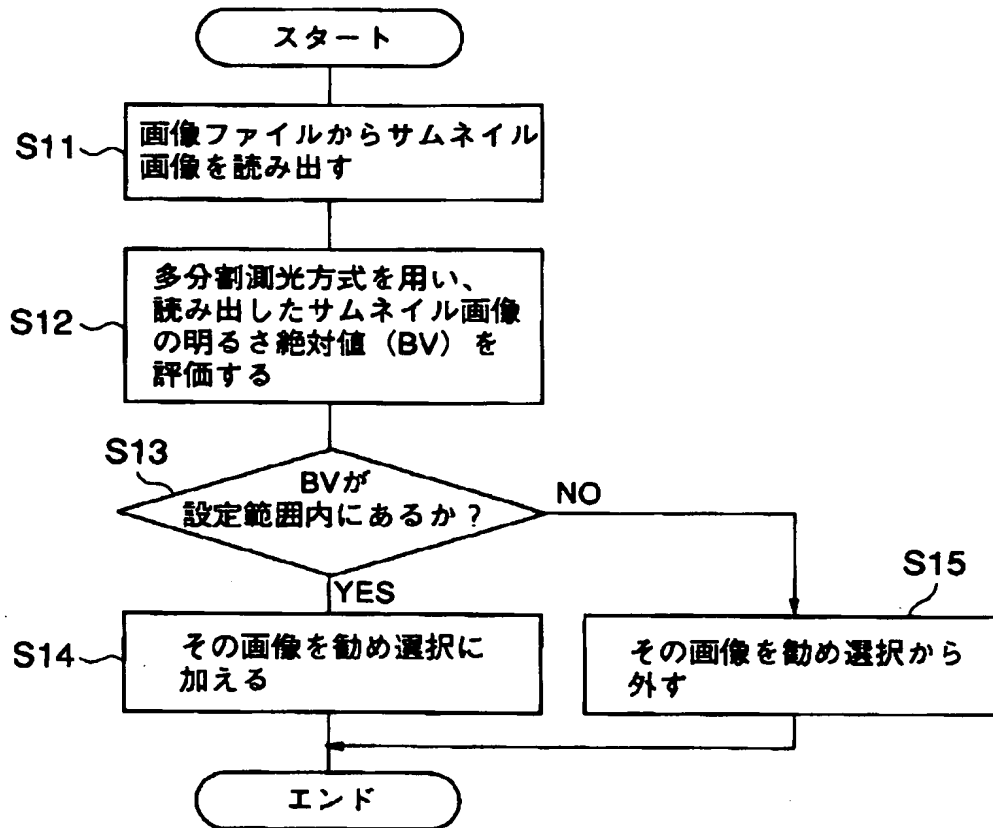 スタート
S11
画像ファイルからサムネイル
画像を読み出す
S12
多分割測光方式を用い、
読み出したサムネイル画像
の明るさ絶対値（BV）を
評価する
S13
BVが
設定範囲内にあるか？
NO
YES
S14
その画像を勧め選択に
加える
S15
その画像を勧め選択から
外す
エンド